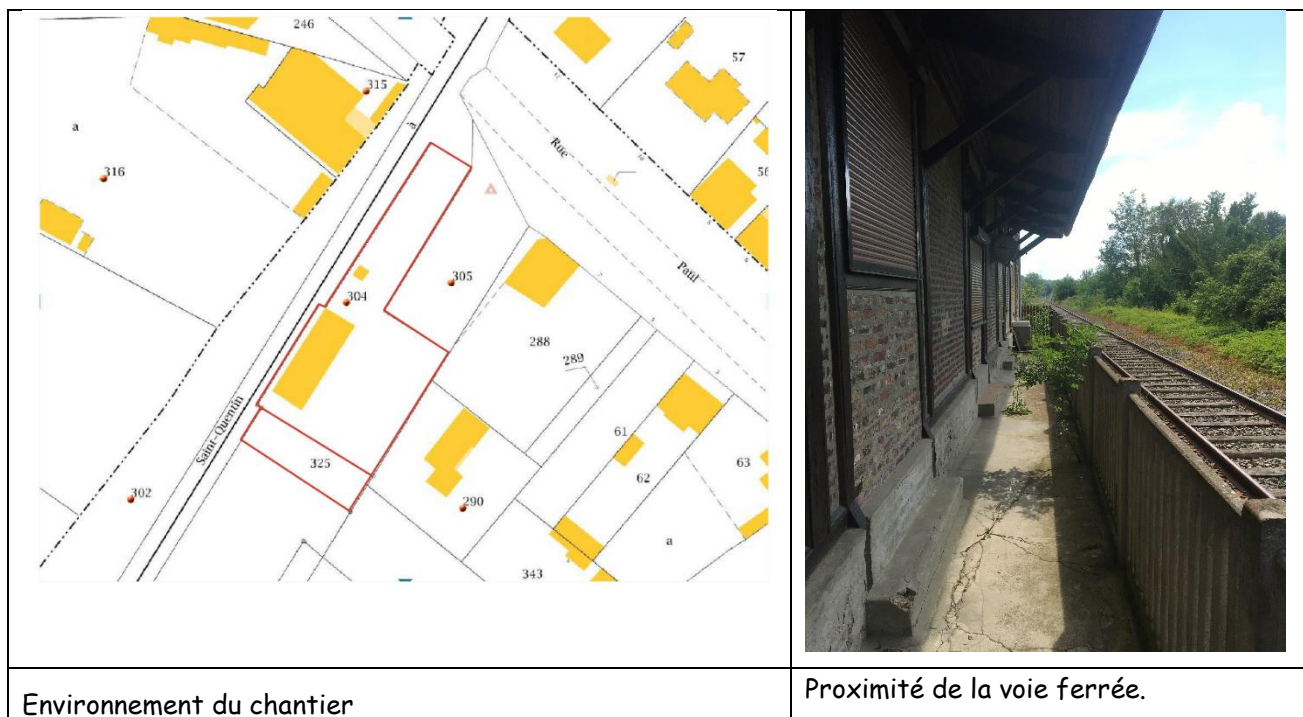 246
315
57
a
316
Rue
56
305
304
Paul
288
289
Saint-Quentin
61
325
62
63
302
290
a
343
Environnement du chantier
Proximité de la voie ferrée.